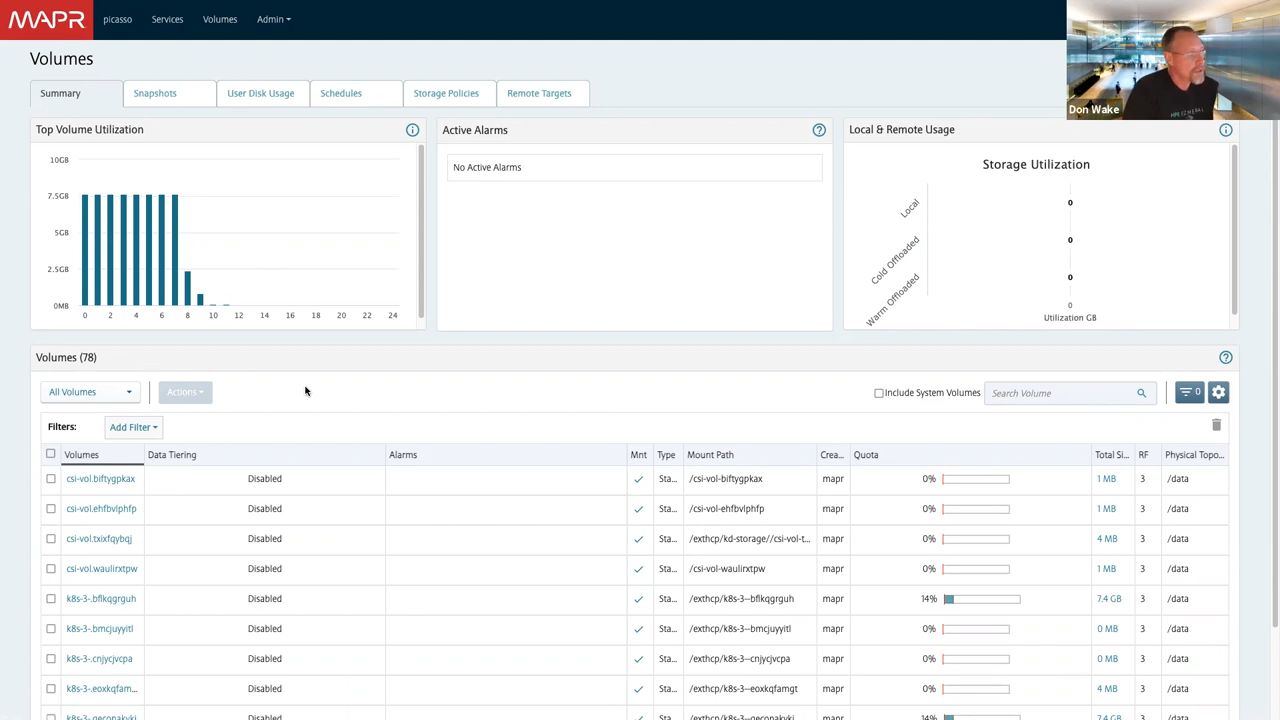 MAPR picasso Services Volumes Admin
Don Wake
Volumes
Summary Snapshots User Disk Usage Schedules Storage Policies Remote Targets
Top Volume Utilization
10GB
7.5GB
5GB
2.5GB
0MB
0 2 4 6 8 10 12 14 16 18 20 22 24
Active Alarms
No Active Alarms
Local & Remote Usage
Storage Utilization
Local 0
Cold Offloaded 0
Warm Offloaded 0
0
Utilization GB
Volumes (78)
All Volumes Actions Include System Volumes Search Volume 0
Filters: Add Filter
Volumes Data Tiering Alarms Mnt Type Mount Path Crea... Quota Total Si... RF Physical Topo...
csi-vol.biftygpkax Disabled Sta... /csi-vol-biftygpkax mapr 0% 1 MB 3 /data
csi-vol.ehfbvlphfp Disabled Sta... /csi-vol-ehfbvlphfp mapr 0% 1 MB 3 /data
csi-vol.txixfqybqj Disabled Sta... /exthcp/kd-storage//csi-vol-t... mapr 0% 4 MB 3 /data
csi-vol.waulirxtpw Disabled Sta... /csi-vol-waulirxtpw mapr 0% 1 MB 3 /data
k8s-3-.bflkqgrguh Disabled Sta... /exthcp/k8s-3--bflkqgrguh mapr 14% 7.4 GB 3 /data
k8s-3-.bmcjuyyitl Disabled Sta... /exthcp/k8s-3--bmcjuyyitl mapr 0% 0 MB 3 /data
k8s-3-.cnjycjvcpa Disabled Sta... /exthcp/k8s-3--cnjycjvcpa mapr 0% 0 MB 3 /data
k8s-3-.eoxkqfam... Disabled Sta... /exthcp/k8s-3--eoxkqfamgt mapr 0% 4 MB 3 /data
Disabled Sta... mapr 14% 7.4 GB 3 /data